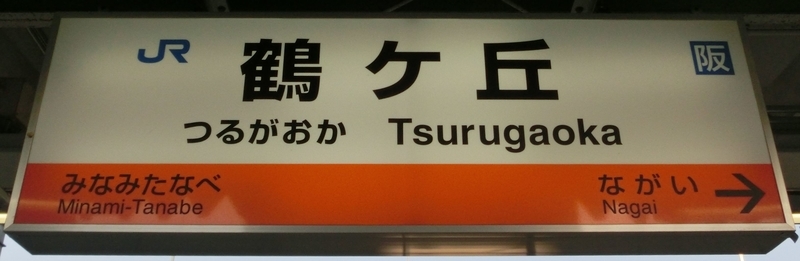 JR 鶴ケ丘 阪
つるがおか Tsurugaoka
みなみたなべ ながい →
Minami-Tanabe Nagai